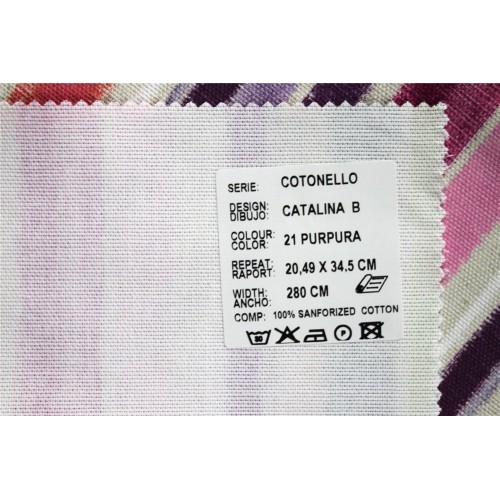 SERIE: COTONELLO
DESIGN:
DIBUJO: CATALINA B
COLOUR:
COLOR: 21 PURPURA
REPEAT:
RAPORT: 20,49 X 34.5 CM
WIDTH:
ANCHO: 280 CM
COMP: 100% SANFORIZED COTTON
P